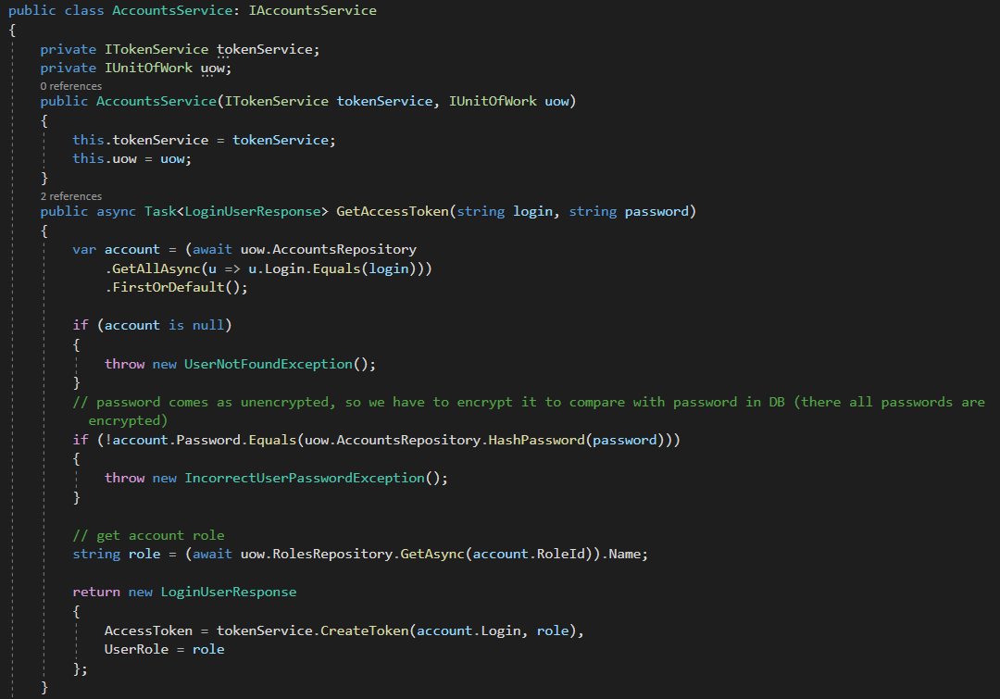 public class AccountsService: IAccountsService
{
    private ITokenService tokenService;
    private IUnitOfWork uow;
    0 references
    public AccountsService(ITokenService tokenService, IUnitOfWork uow)
    {
        this.tokenService = tokenService;
        this.uow = uow;
    }
    2 references
    public async Task<LoginUserResponse> GetAccessToken(string login, string password)
    {
        var account = (await uow.AccountsRepository
            .GetAllAsync(u => u.Login.Equals(login)))
            .FirstOrDefault();

        if (account is null)
        {
            throw new UserNotFoundException();
        }
        // password comes as unencrypted, so we have to encrypt it to compare with password in DB (there all passwords are
          encrypted)
        if (!account.Password.Equals(uow.AccountsRepository.HashPassword(password)))
        {
            throw new IncorrectUserPasswordException();
        }

        // get account role
        string role = (await uow.RolesRepository.GetAsync(account.RoleId)).Name;

        return new LoginUserResponse
        {
            AccessToken = tokenService.CreateToken(account.Login, role),
            UserRole = role
        };
    }